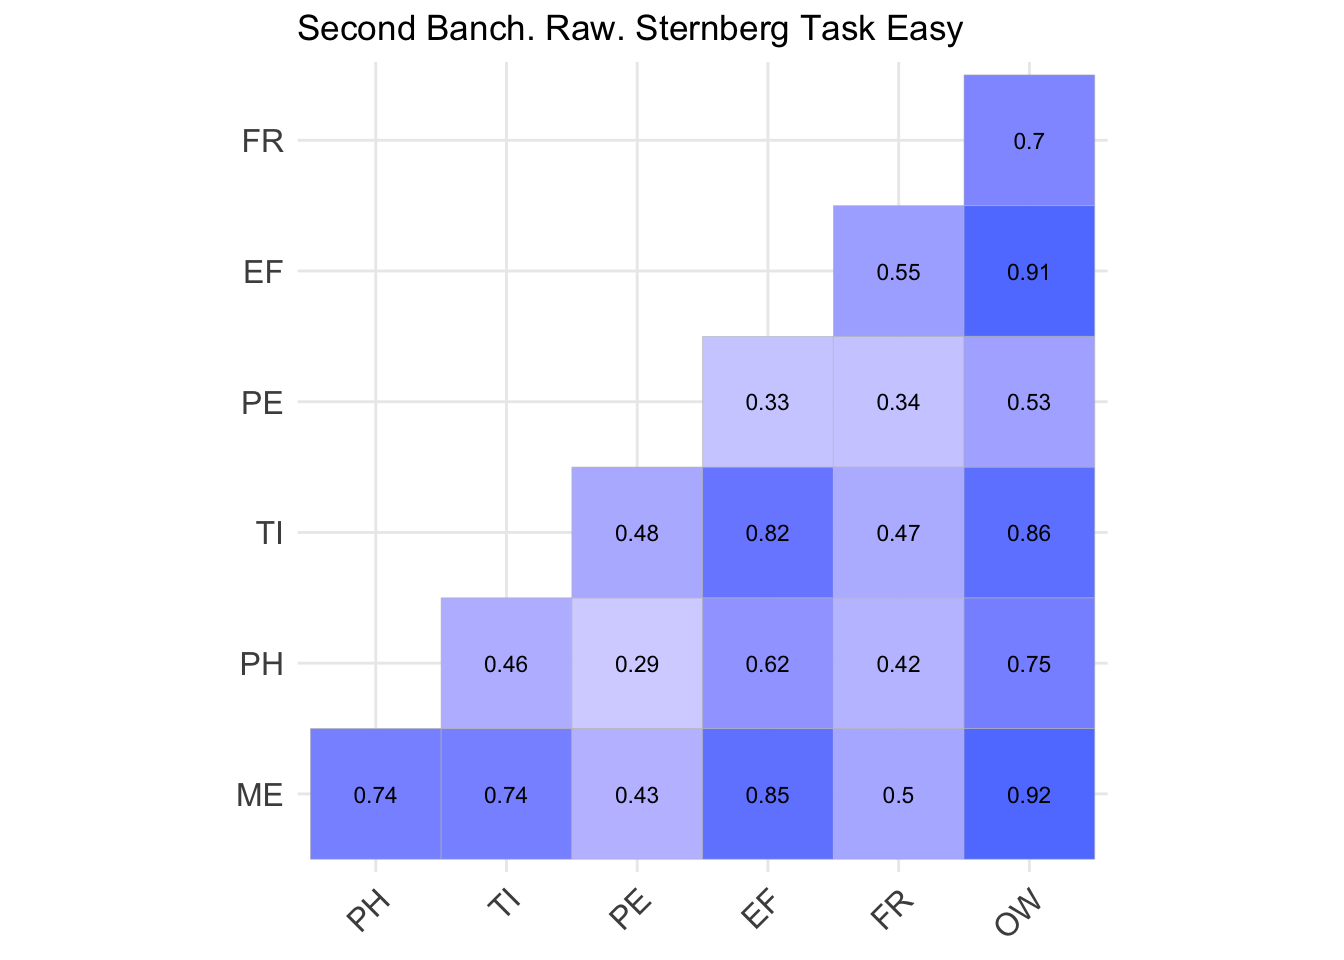 Second Banch. Raw. Sternberg Task Easy
FR 0.7
EF 0.55 0.91
PE 0.33 0.34 0.53
TI 0.48 0.82 0.47 0.86
PH 0.46 0.29 0.62 0.42 0.75
ME 0.74 0.74 0.43 0.85 0.5 0.92
PH TI PE EF FR OW